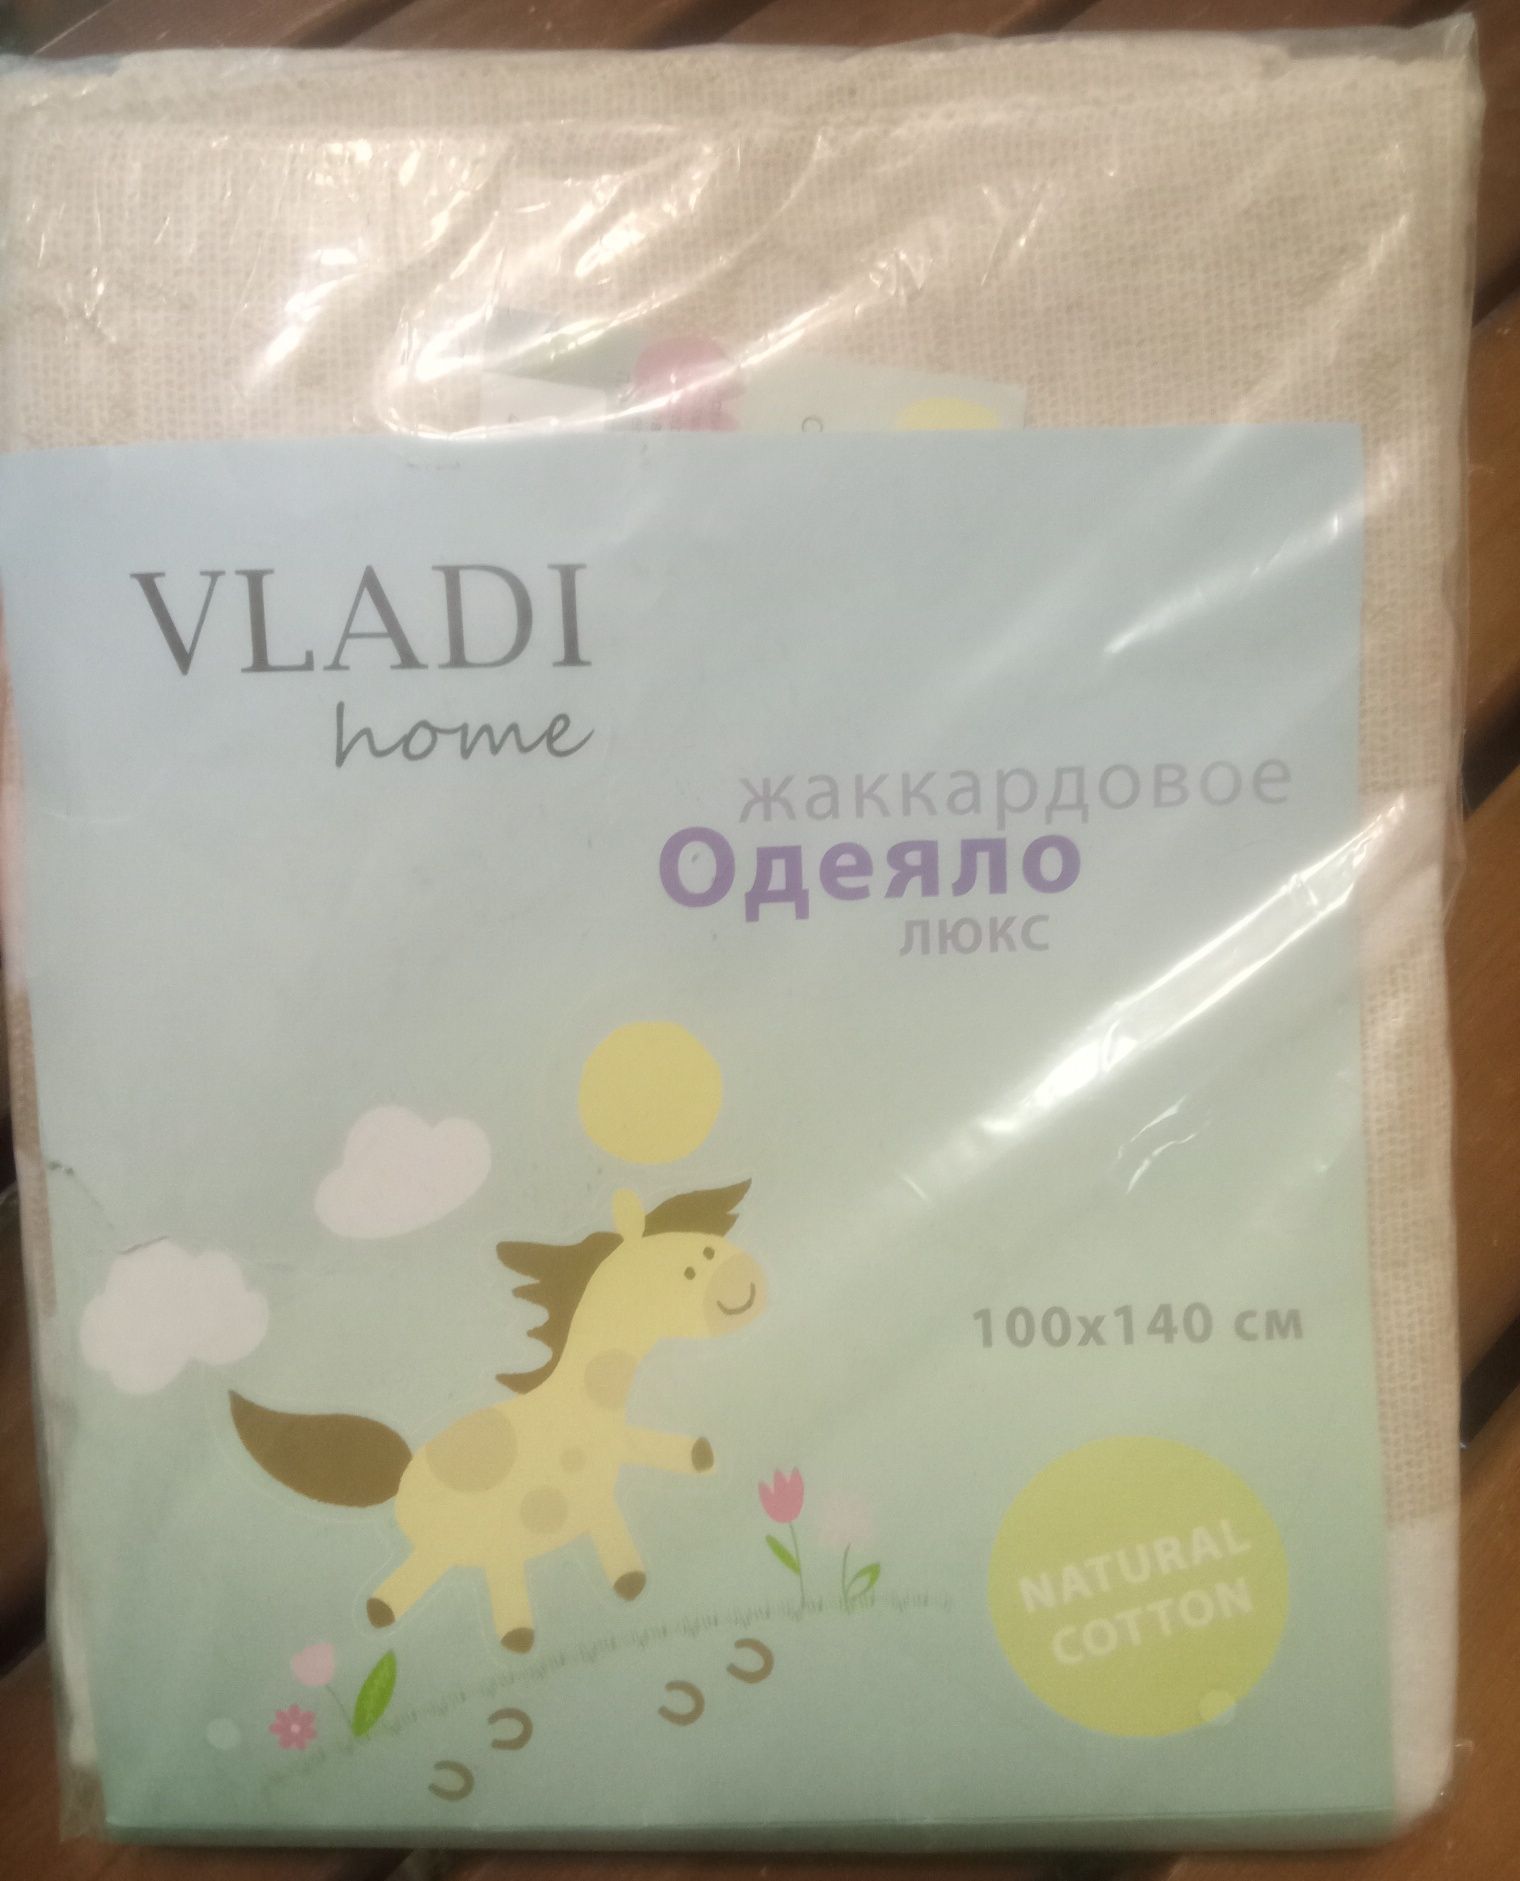 VLADI
home
жаккардовое
Одеяло
люкс
100x140 см
NATURAL
COTTON